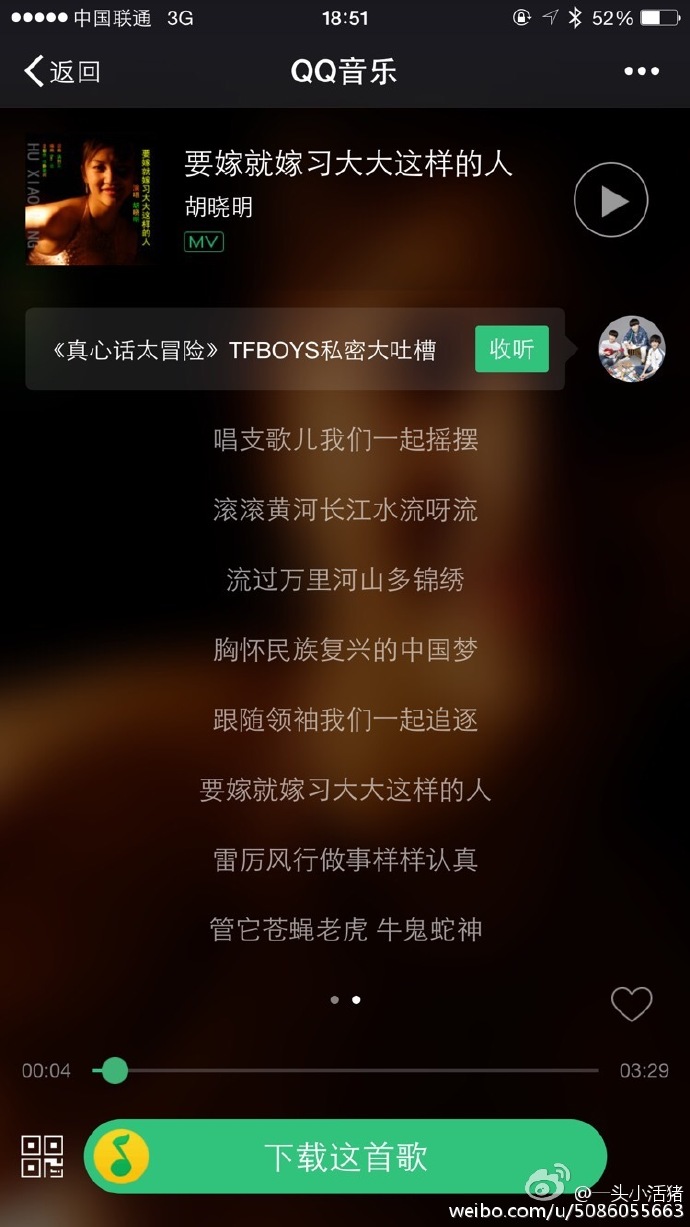 中国联通 3G 18:51 52%
返回 QQ音乐
要嫁就嫁习大大这样的人
胡晓明
MV
要嫁就嫁习大大这样的人
演唱 胡晓明
《真心话太冒险》TFBOYS私密大吐槽 收听
唱支歌儿我们一起摇摆
滚滚黄河长江水流呀流
流过万里河山多锦绣
胸怀民族复兴的中国梦
跟随领袖我们一起追逐
要嫁就嫁习大大这样的人
雷厉风行做事样样认真
管它苍蝇老虎 牛鬼蛇神
00:04 03:29
下载这首歌
@一头小活猪
weibo.com/u/5086055663